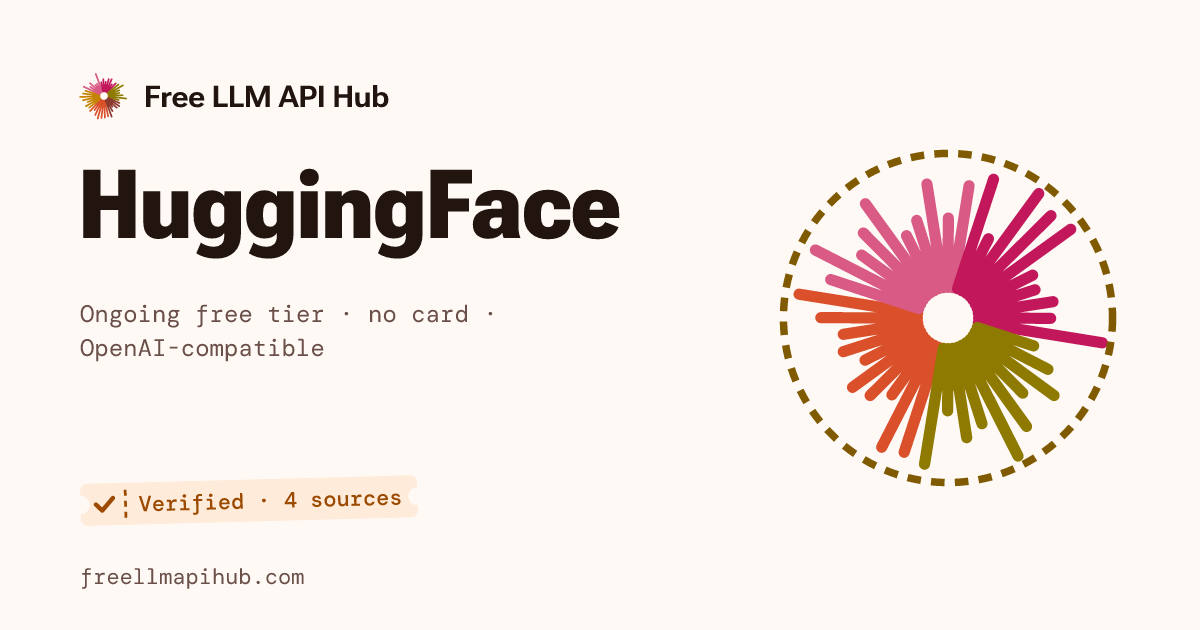 Free LLM API Hub
HuggingFace
Ongoing free tier · no card ·
OpenAI-compatible
Verified · 4 sources
freellmapihub.com